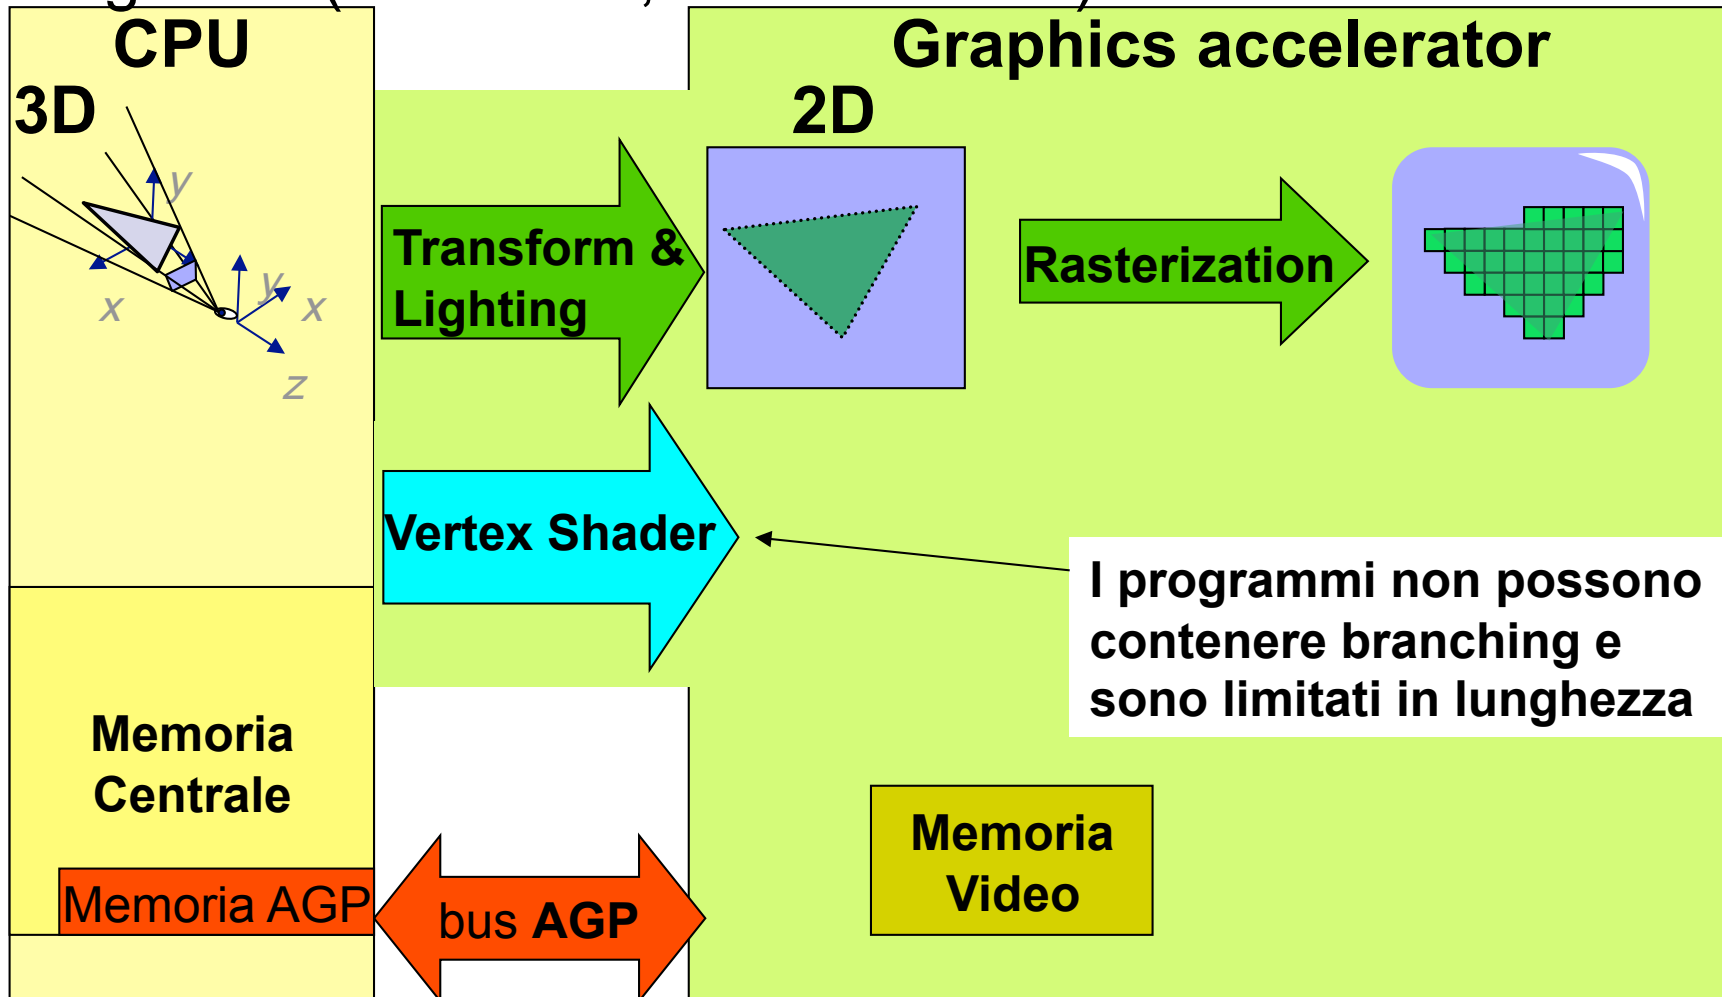 CPU
Graphics accelerator
3D
2D
y
x
y
x
z
Transform &
Lighting
Rasterization
Vertex Shader
I programmi non possono
contenere branching e
sono limitati in lunghezza
Memoria
Centrale
Memoria
Video
Memoria AGP
bus AGP